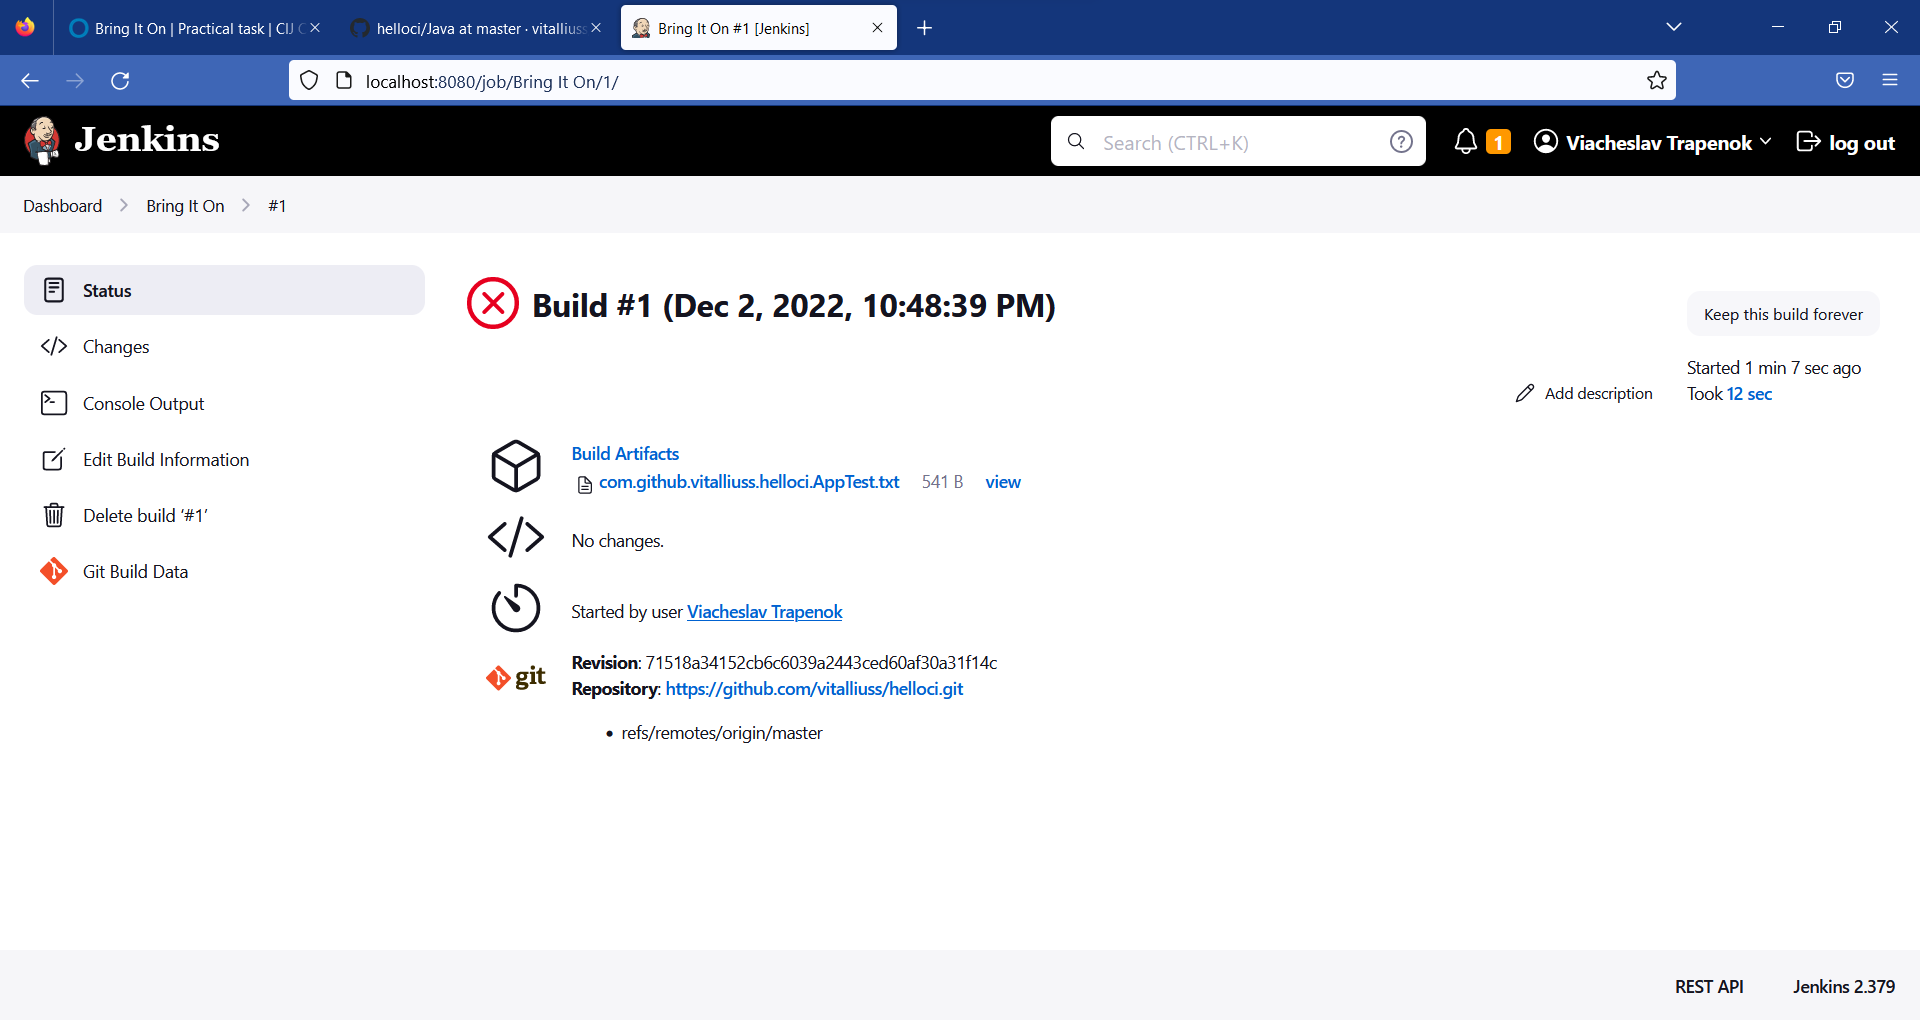 Bring It On | Practical task | CIJ C
helloci/Java at master · vitalliuss
Bring It On #1 [Jenkins]
localhost:8080/job/Bring It On/1/
Jenkins
Search (CTRL+K)
1
Viacheslav Trapenok
log out
Dashboard
Bring It On
#1
Status
Changes
Console Output
Edit Build Information
Delete build ‘#1’
Git Build Data
Build #1 (Dec 2, 2022, 10:48:39 PM)
Keep this build forever
Started 1 min 7 sec ago
Took 12 sec
Add description
Build Artifacts
com.github.vitalliuss.helloci.AppTest.txt 541 B view
No changes.
Started by user Viacheslav Trapenok
git
Revision: 71518a34152cb6c6039a2443ced60af30a31f14c
Repository: https://github.com/vitalliuss/helloci.git
• refs/remotes/origin/master
REST API
Jenkins 2.379